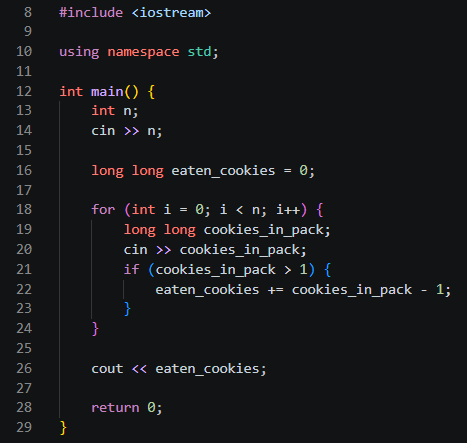 8 #include <iostream>
9
10 using namespace std;
11
12 int main() {
13     int n;
14     cin >> n;
15
16     long long eaten_cookies = 0;
17
18     for (int i = 0; i < n; i++) {
19         long long cookies_in_pack;
20         cin >> cookies_in_pack;
21         if (cookies_in_pack > 1) {
22             eaten_cookies += cookies_in_pack - 1;
23         }
24     }
25
26     cout << eaten_cookies;
27
28     return 0;
29 }